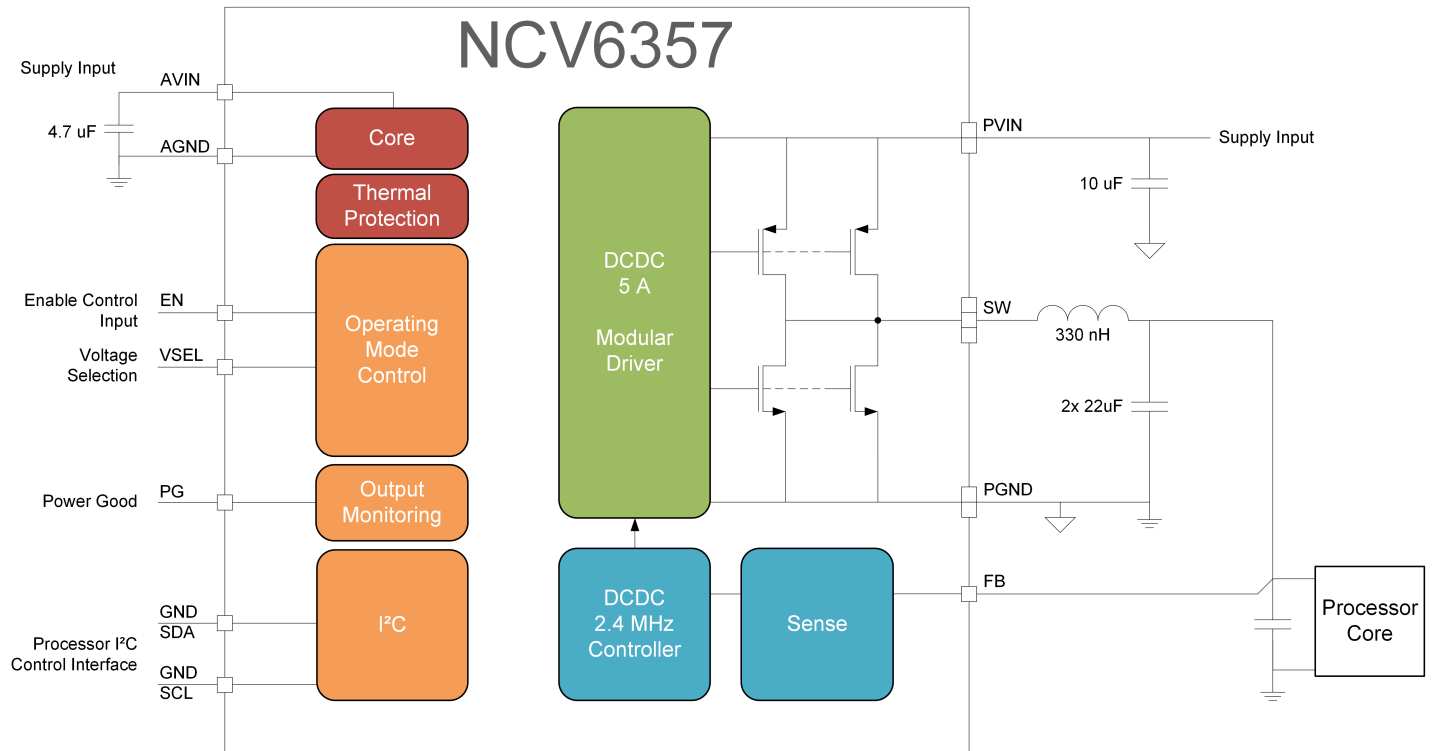 NCV6357
Supply Input
AVIN
4.7 uF
AGND
Core
Thermal
Protection
Enable Control
Input
EN
Voltage
Selection
VSEL
Operating
Mode
Control
Power Good
PG
Output
Monitoring
Processor I²C
Control Interface
GND
SDA
GND
SCL
I²C
DCDC
5 A
Modular
Driver
DCDC
2.4 MHz
Controller
Sense
PVIN
Supply Input
10 uF
SW
330 nH
2x 22uF
PGND
FB
Processor
Core